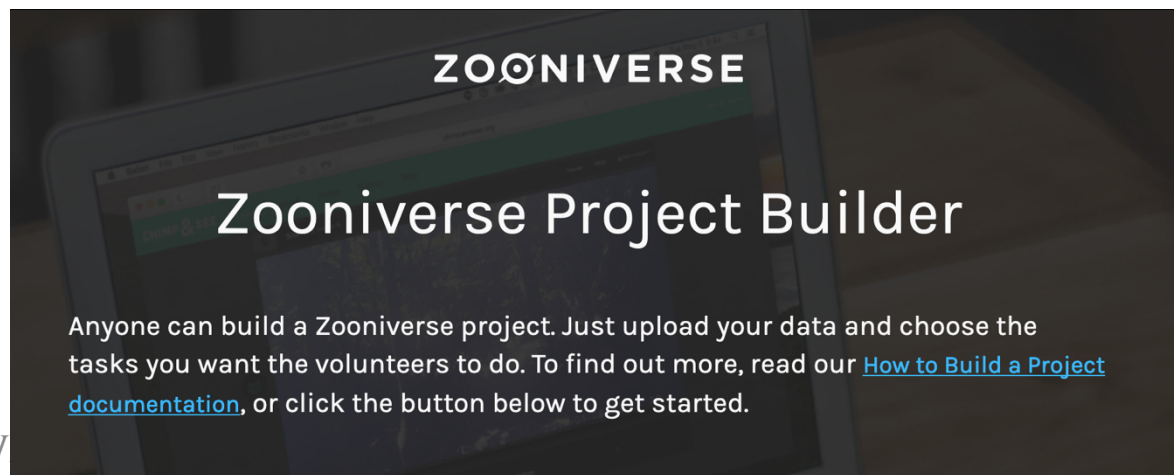 ZOONIVERSE
Zooniverse Project Builder
Anyone can build a Zooniverse project. Just upload your data and choose the
tasks you want the volunteers to do. To find out more, read our How to Build a Project
documentation, or click the button below to get started.